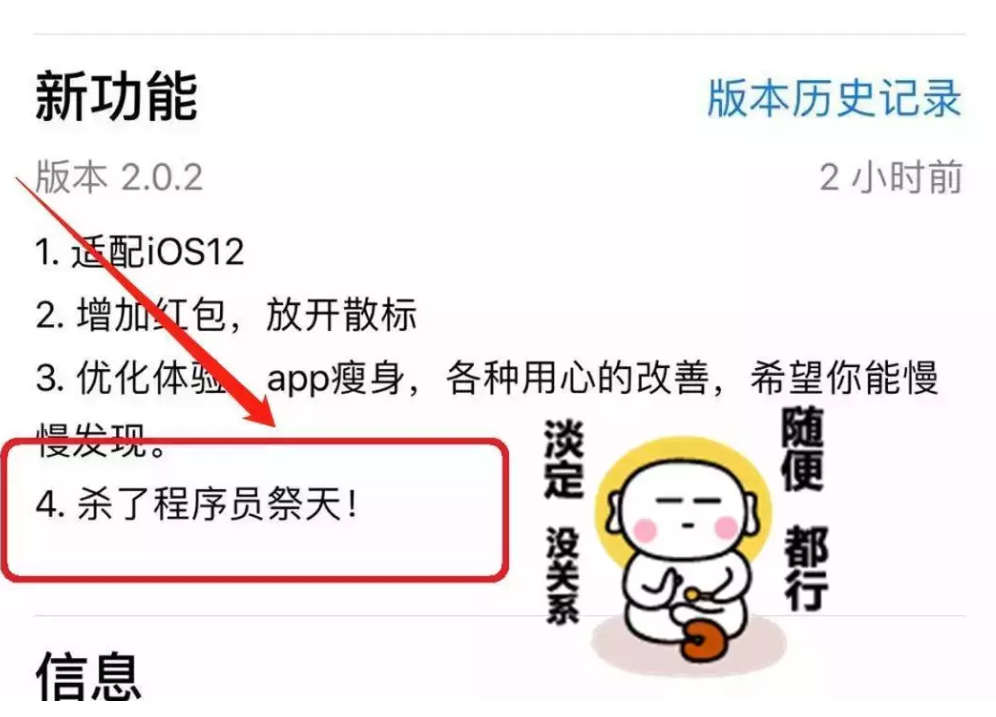 新功能
版本历史记录
版本 2.0.2
2 小时前
1. 适配iOS12
2. 增加红包，放开散标
3. 优化体验，app瘦身，各种用心的改善，希望你能慢
慢发现。
4. 杀了程序员祭天！
淡定
没关系
随便
都行
信息